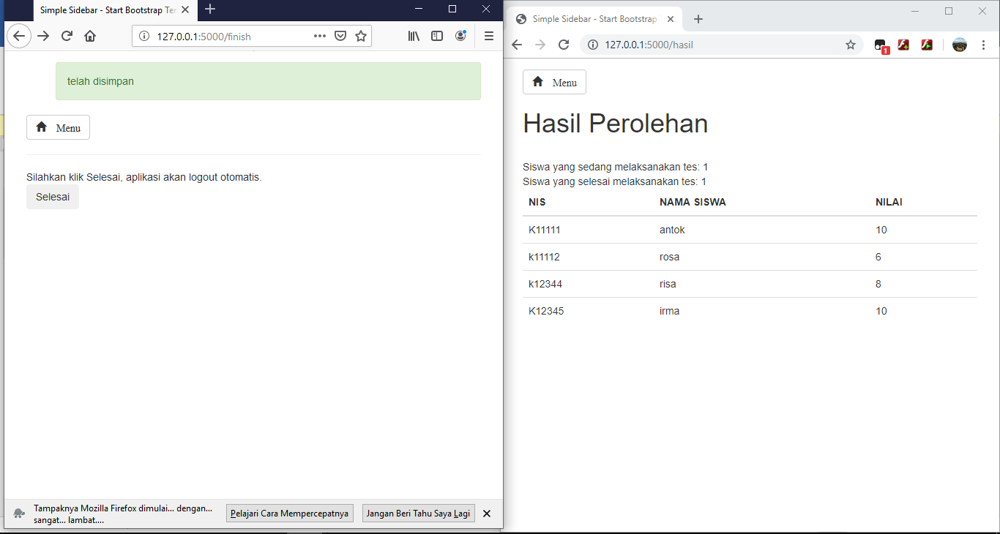 Simple Sidebar - Start Bootstrap Ter
127.0.0.1:5000/finish
telah disimpan
Menu
Silahkan klik Selesai, aplikasi akan logout otomatis.
Selesai
Tampaknya Mozilla Firefox dimulai... dengan...
sangat... lambat....
Pelajari Cara Mempercepatnya
Jangan Beri Tahu Saya Lagi
Simple Sidebar - Start Bootstrap
127.0.0.1:5000/hasil
1
Menu
Hasil Perolehan
Siswa yang sedang melaksanakan tes: 1
Siswa yang selesai melaksanakan tes: 1
NIS NAMA SISWA NILAI
K11111 antok 10
k11112 rosa 6
k12344 risa 8
K12345 irma 10